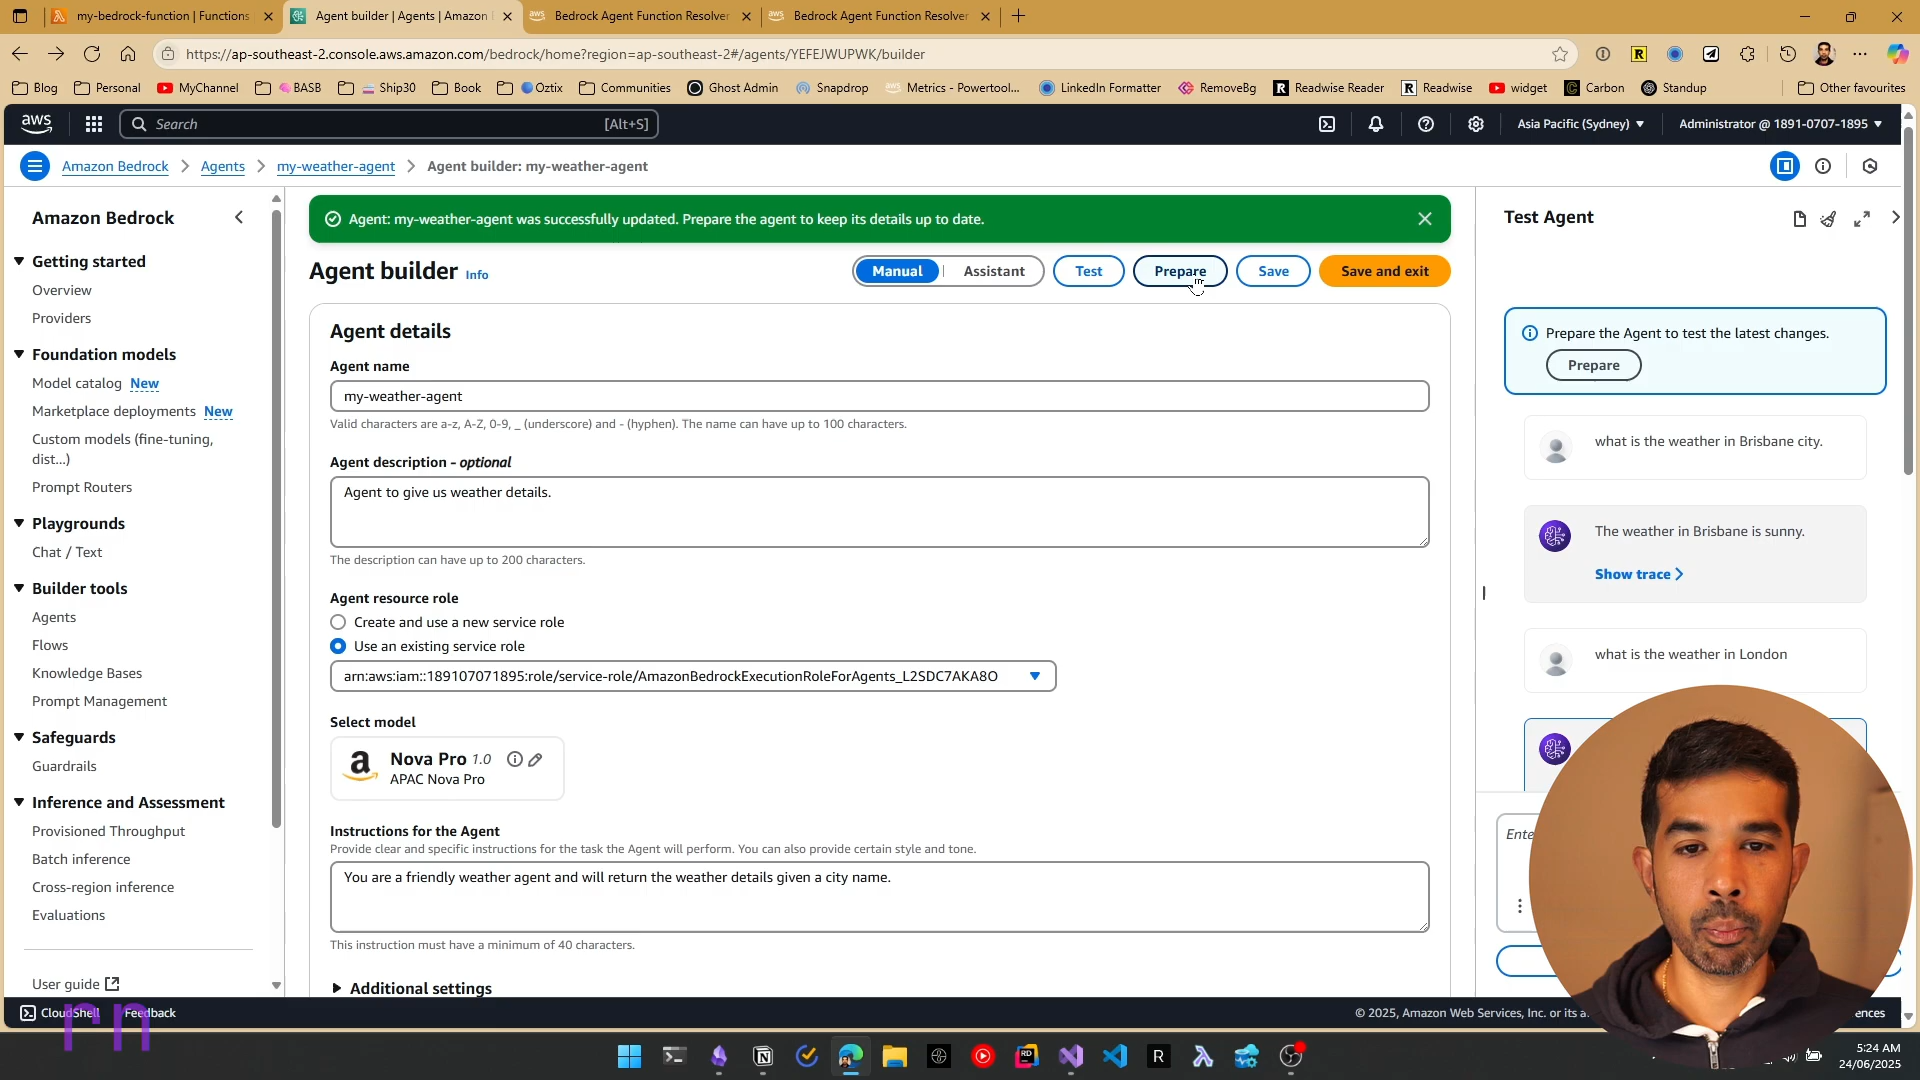 my-bedrock-function | Functions
Agent builder | Agents | Amazon
Bedrock Agent Function Resolver
Bedrock Agent Function Resolver
https://ap-southeast-2.console.aws.amazon.com/bedrock/home?region=ap-southeast-2#/agents/YEFEJWUPWK/builder
Blog
Personal
MyChannel
BASB
Ship30
Book
Oztix
Communities
Ghost Admin
Snapdrop
Metrics - Powertool...
LinkedIn Formatter
RemoveBg
Readwise Reader
Readwise
widget
Carbon
Standup
Other favourites
aws
Search
[Alt+S]
Asia Pacific (Sydney)
Administrator @ 1891-0707-1895
Amazon Bedrock
Agents
my-weather-agent
Agent builder: my-weather-agent
Amazon Bedrock
Getting started
Overview
Providers
Foundation models
Model catalog New
Marketplace deployments New
Custom models (fine-tuning,
dist...)
Prompt Routers
Playgrounds
Chat / Text
Builder tools
Agents
Flows
Knowledge Bases
Prompt Management
Safeguards
Guardrails
Inference and Assessment
Provisioned Throughput
Batch inference
Cross-region inference
Evaluations
User guide
Agent: my-weather-agent was successfully updated. Prepare the agent to keep its details up to date.
Agent builder Info
Manual
Assistant
Test
Prepare
Save
Save and exit
Agent details
Agent name
my-weather-agent
Valid characters are a-z, A-Z, 0-9, _ (underscore) and - (hyphen). The name can have up to 100 characters.
Agent description - optional
Agent to give us weather details.
The description can have up to 200 characters.
Agent resource role
Create and use a new service role
Use an existing service role
arn:aws:iam::189107071895:role/service-role/AmazonBedrockExecutionRoleForAgents_L2SDC7AKA8O
Select model
Nova Pro 1.0
APAC Nova Pro
Instructions for the Agent
Provide clear and specific instructions for the task the Agent will perform. You can also provide certain style and tone.
You are a friendly weather agent and will return the weather details given a city name.
This instruction must have a minimum of 40 characters.
Additional settings
Test Agent
Prepare the Agent to test the latest changes.
Prepare
what is the weather in Brisbane city.
The weather in Brisbane is sunny.
Show trace
what is the weather in London
CloudShell
Feedback
© 2025, Amazon Web Services, Inc. or its
rn
5:24 AM
24/06/2025